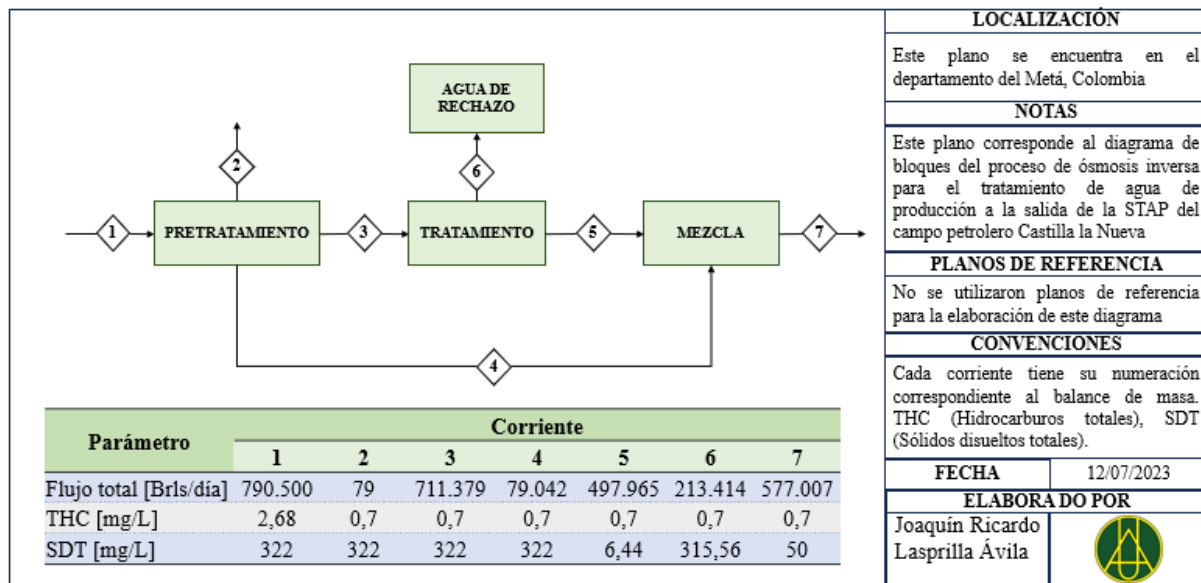 AGUA DE
RECHAZO
2
6
1
PRETRATAMIENTO
3
TRATAMIENTO
5
MEZCLA
7
4
Parámetro
Corriente
1 2 3 4 5 6 7
Flujo total [Brls/día] 790.500 79 711.379 79.042 497.965 213.414 577.007
THC [mg/L] 2,68 0,7 0,7 0,7 0,7 0,7 0,7
SDT [mg/L] 322 322 322 322 6,44 315,56 50
LOCALIZACIÓN
Este plano se encuentra en el
departamento del Metá, Colombia
NOTAS
Este plano corresponde al diagrama de
bloques del proceso de ósmosis inversa
para el tratamiento de agua de
producción a la salida de la STAP del
campo petrolero Castilla la Nueva
PLANOS DE REFERENCIA
No se utilizaron planos de referencia
para la elaboración de este diagrama
CONVENCIONES
Cada corriente tiene su numeración
correspondiente al balance de masa.
THC (Hidrocarburos totales), SDT
(Sólidos disueltos totales).
FECHA 12/07/2023
ELABORA DO POR
Joaquín Ricardo
Lasprilla Ávila